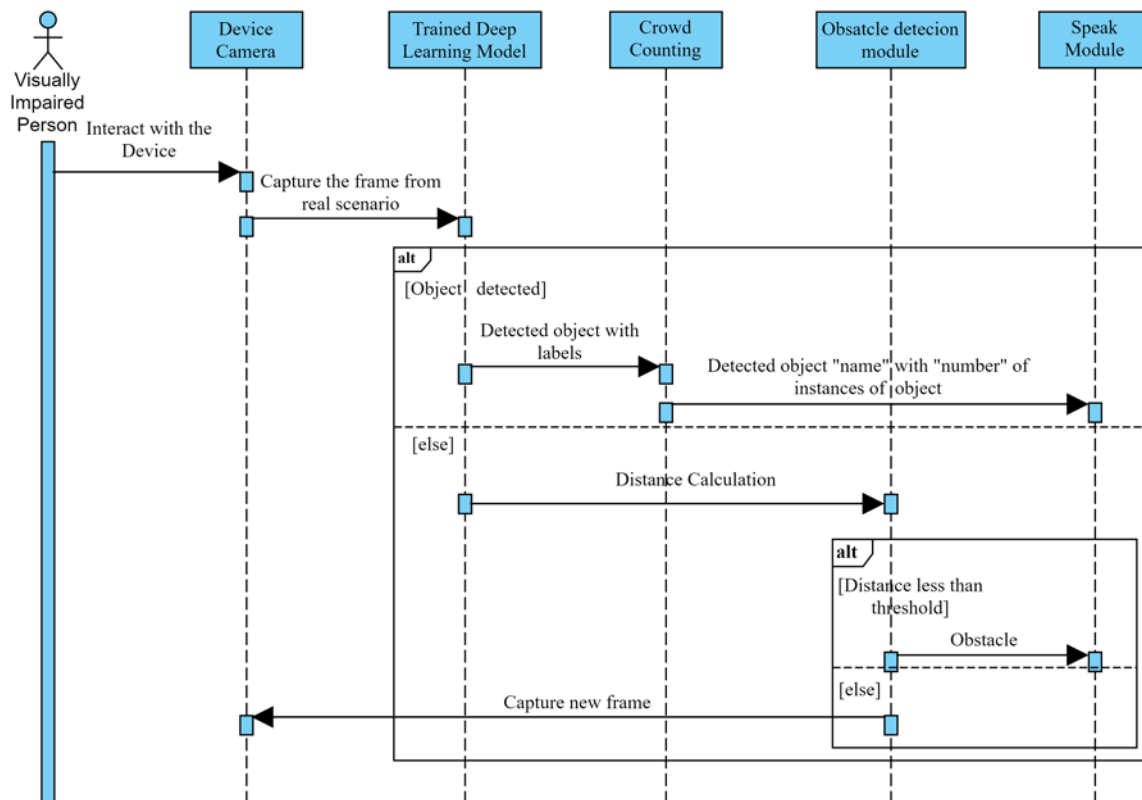 Device
Camera
Trained Deep
Learning Model
Crowd
Counting
Obsatcle detecion
module
Speak
Module
Visually
Impaired
Person
Interact with the
Device
Capture the frame from
real scenario
alt
[Object detected]
Detected object with
labels
Detected object "name" with "number" of
instances of object
[else]
Distance Calculation
alt
[Distance less than
threshold]
Obstacle
[else]
Capture new frame